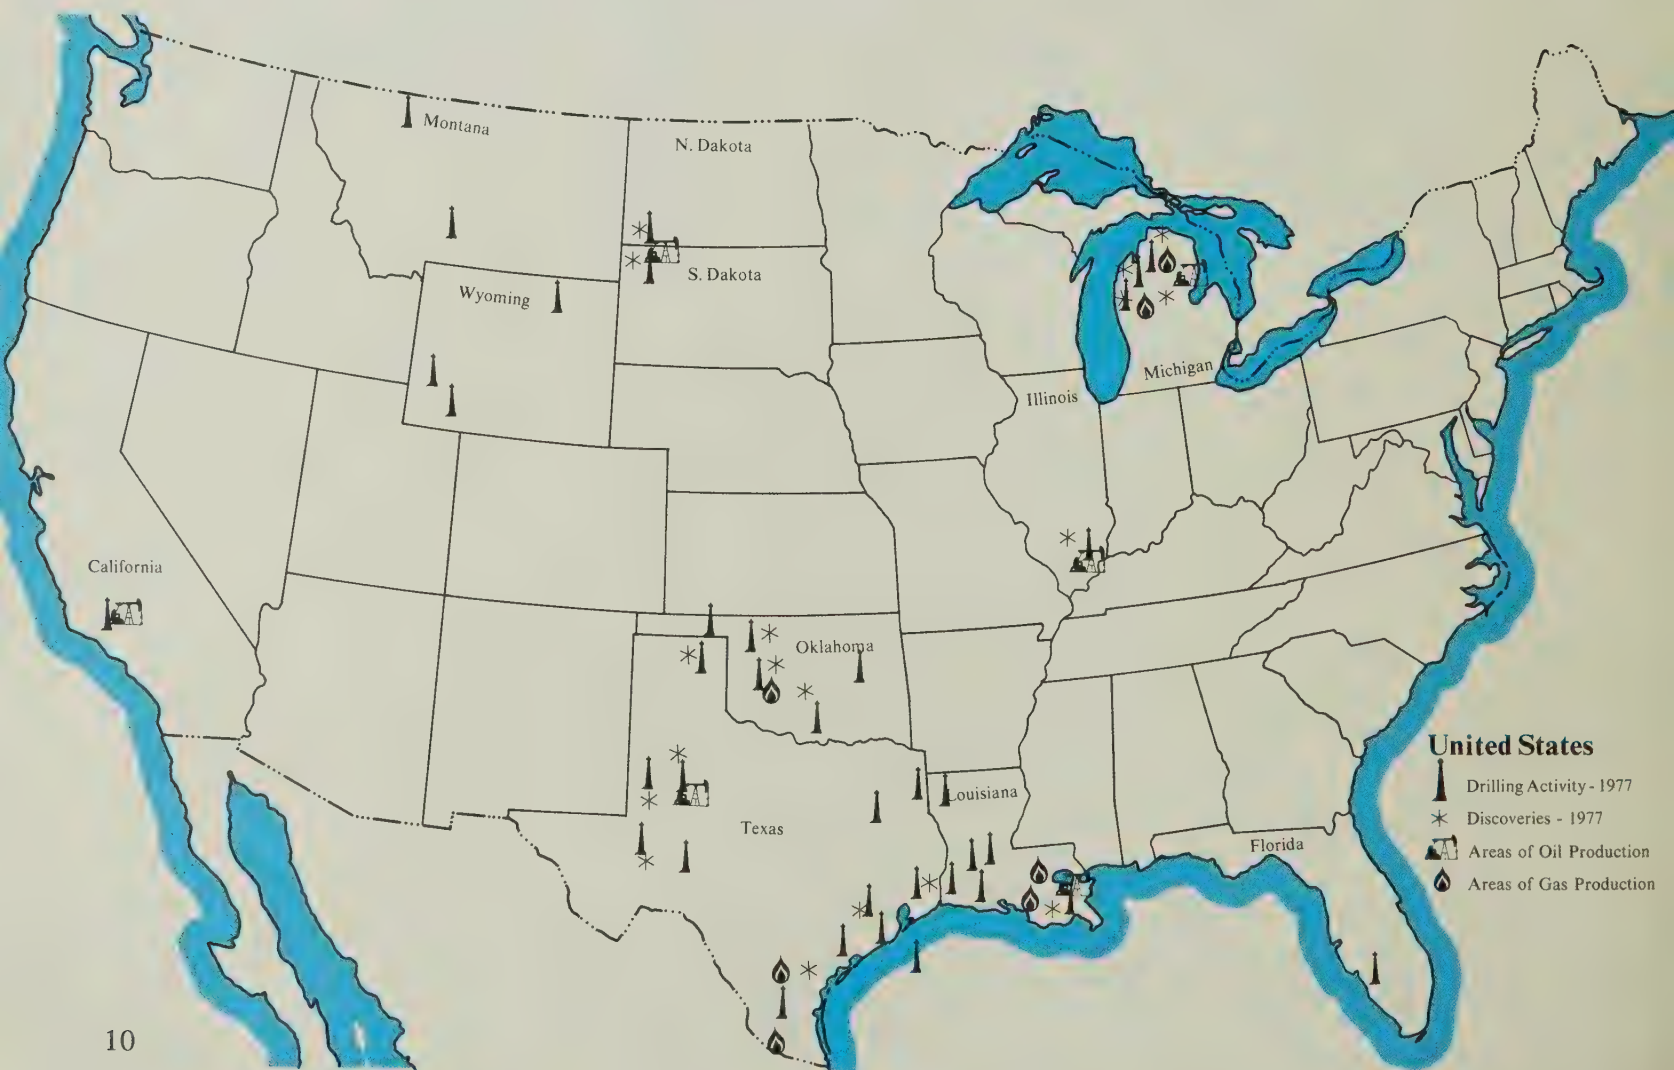 Montana
N. Dakota
S. Dakota
Wyoming
Michigan
Illinois
California
Oklahoma
United States
Drilling Activity - 1977
Louisiana
Discoveries - 1977
Texas
Florida
Areas of Oil Production
Areas of Gas Production
10